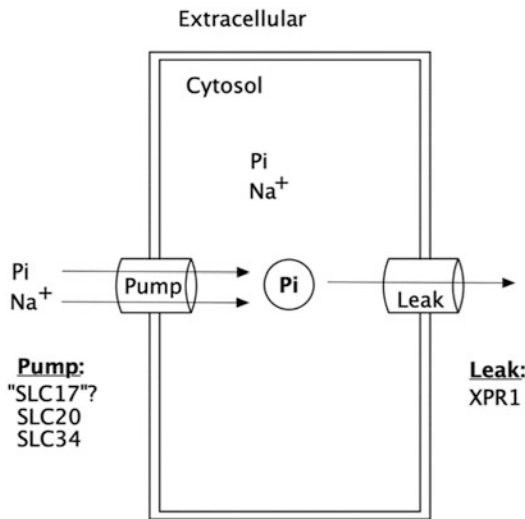 Extracellular
Cytosol
Pi
Na+
Pi
Na+
Pump
Pi
Leak
Pump:
"SLC17"?
SLC20
SLC34
Leak:
XPR1